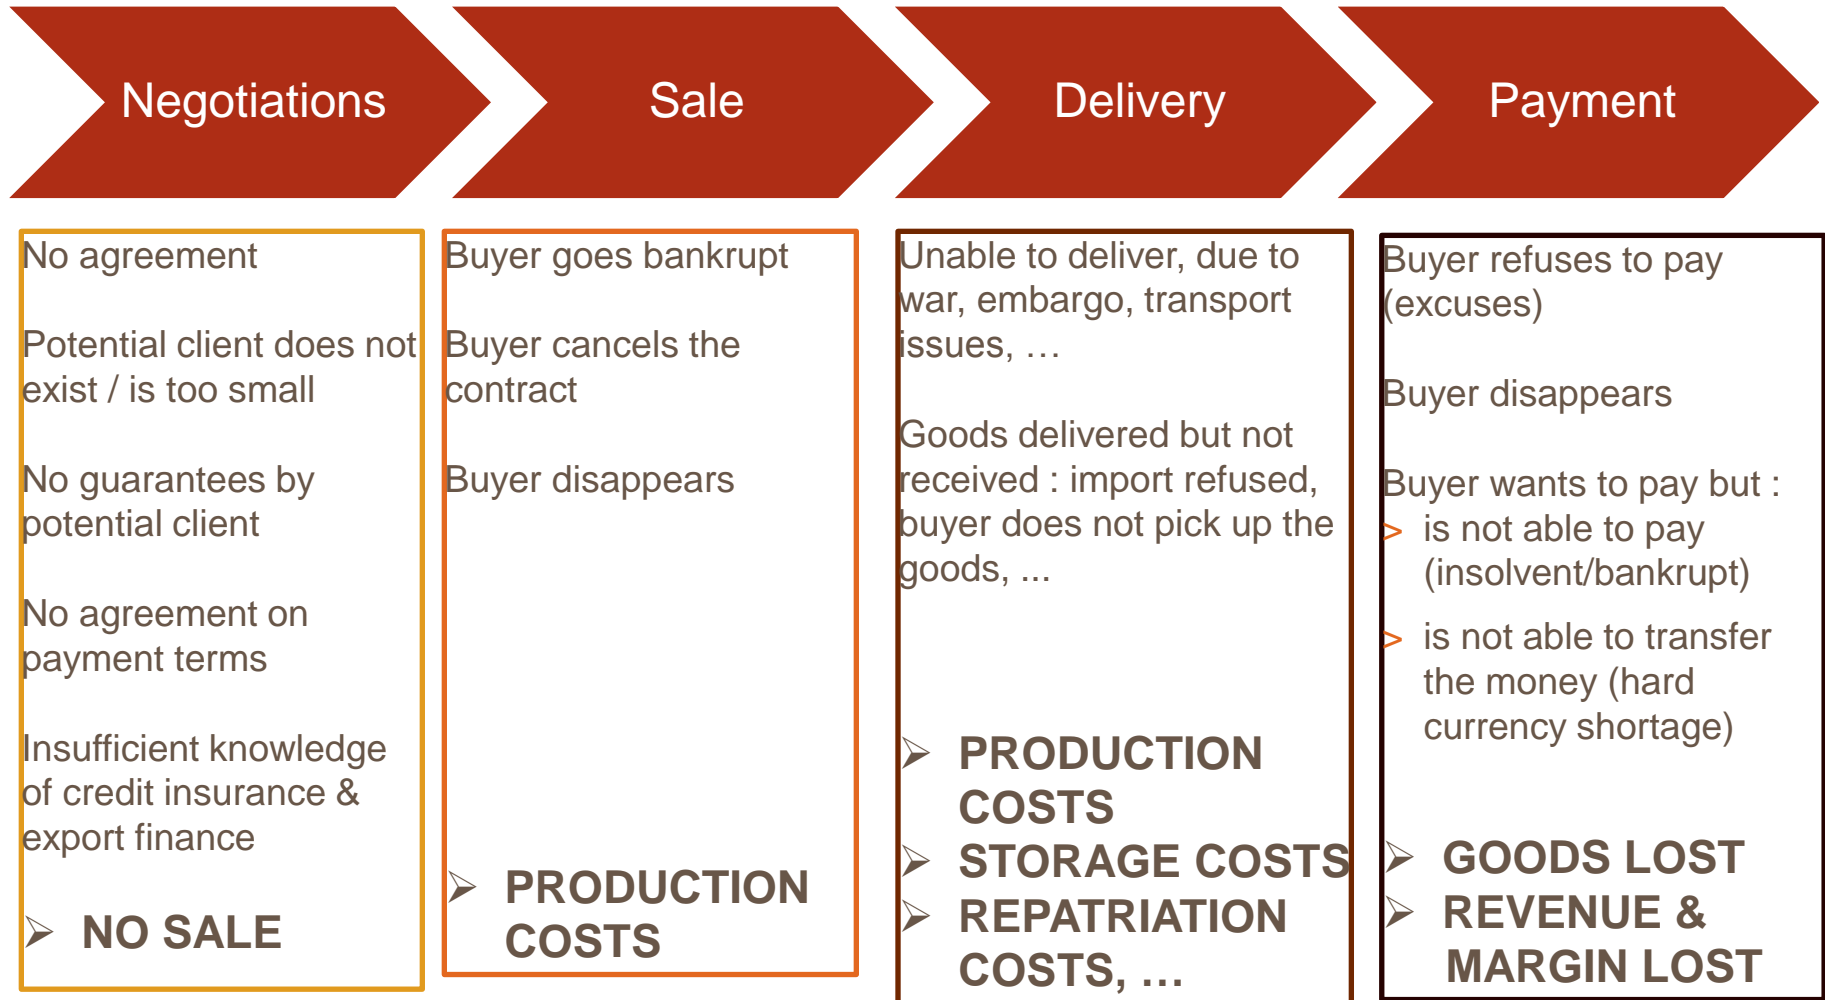 Negotiations
Sale
Delivery
Payment
No agreement
Potential client does not
exist / is too small
No guarantees by
potential client
No agreement on
payment terms
Insufficient knowledge
of credit insurance &
export finance
➢ NO SALE
Buyer goes bankrupt
Buyer cancels the
contract
Buyer disappears
➢ PRODUCTION
COSTS
Unable to deliver, due to
war, embargo, transport
issues, …
Goods delivered but not
received : import refused,
buyer does not pick up the
goods, ...
➢ PRODUCTION
COSTS
➢ STORAGE COSTS
➢ REPATRIATION
COSTS, …
Buyer refuses to pay
(excuses)
Buyer disappears
Buyer wants to pay but :
> is not able to pay
(insolvent/bankrupt)
> is not able to transfer
the money (hard
currency shortage)
➢ GOODS LOST
➢ REVENUE &
MARGIN LOST